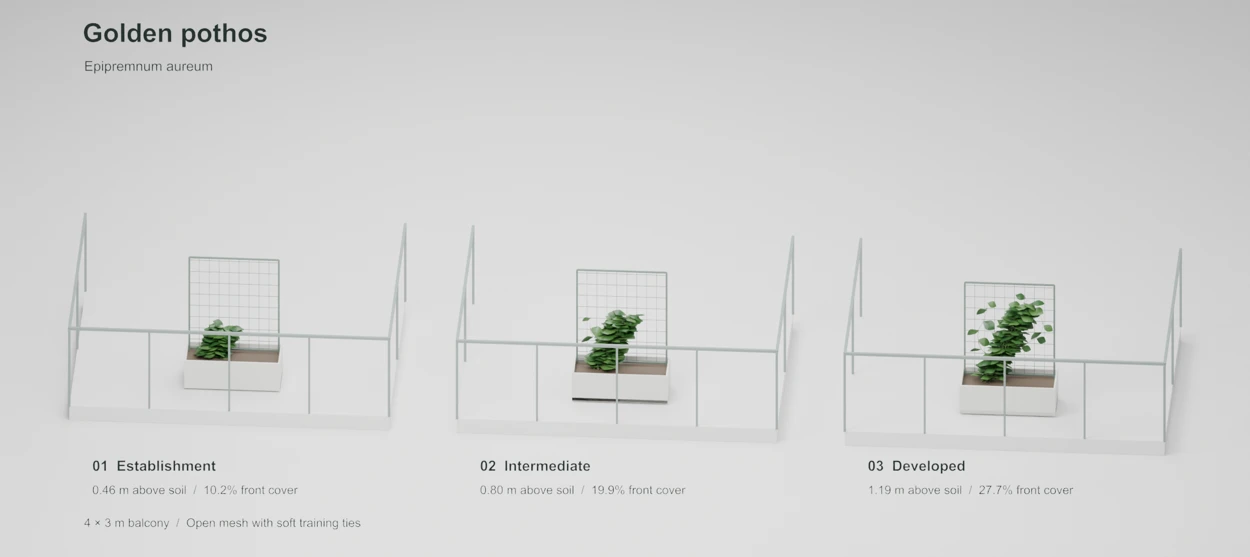 Golden pothos
Epipremnum aureum
01 Establishment
0.46 m above soil / 10.2% front cover
02 Intermediate
0.80 m above soil / 19.9% front cover
03 Developed
1.19 m above soil / 27.7% front cover
4 × 3 m balcony / Open mesh with soft training ties